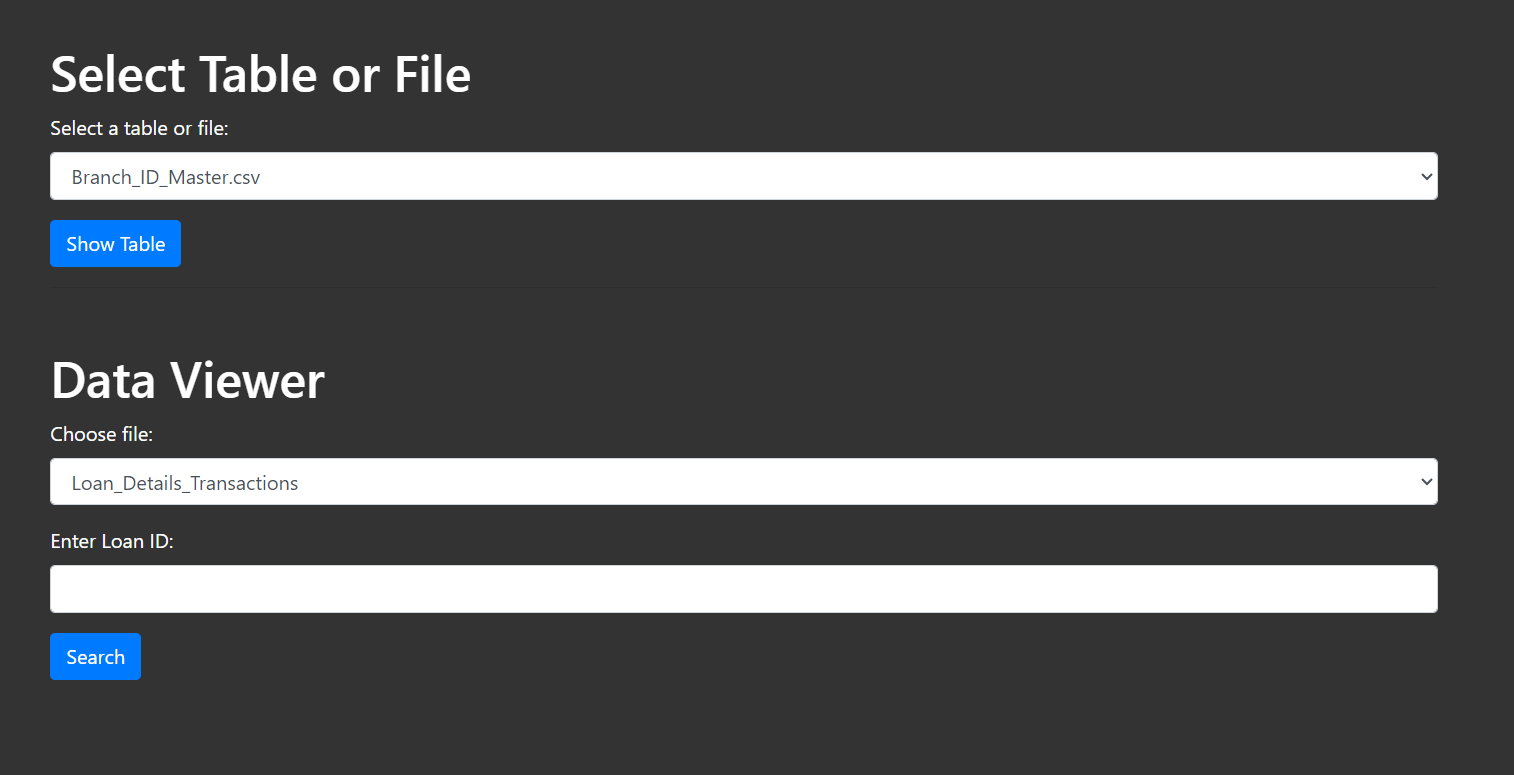 Select Table or File
Select a table or file:
Branch_ID_Master.csv
Show Table
Data Viewer
Choose file:
Loan_Details_Transactions
Enter Loan ID:
Search